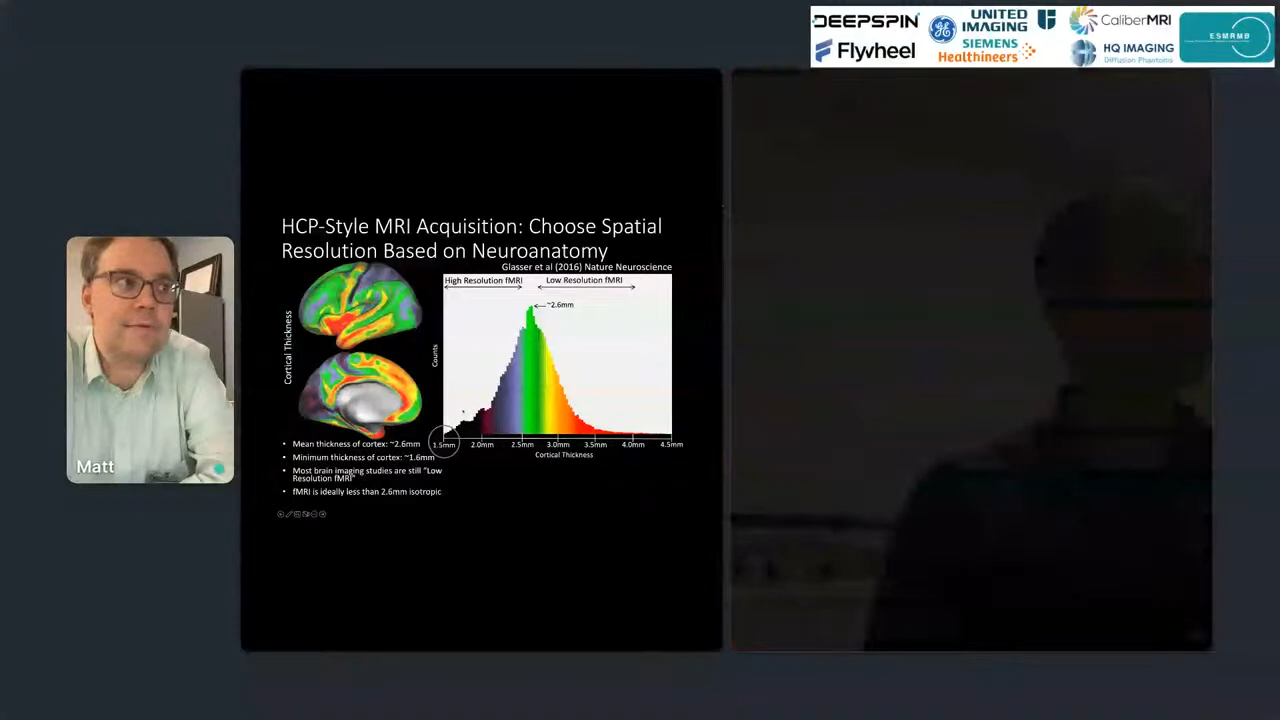 DEEPSPIN
UNITED
IMAGING
CaliberMRI
ESMRMB
Flywheel
SIEMENS
Healthineers
HQ IMAGING
Diffusion Phantoms
HCP-Style MRI Acquisition: Choose Spatial
Resolution Based on Neuroanatomy
Glasser et al (2016) Nature Neuroscience
High Resolution fMRI
Low Resolution fMRI
~2.6mm
Cortical Thickness
Counts
1.5mm 2.0mm 2.5mm 3.0mm 3.5mm 4.0mm 4.5mm
Cortical Thickness
• Mean thickness of cortex: ~2.6mm
• Minimum thickness of cortex: ~1.6mm
• Most brain imaging studies are still "Low
Resolution fMRI"
• fMRI is ideally less than 2.6mm isotropic
Matt